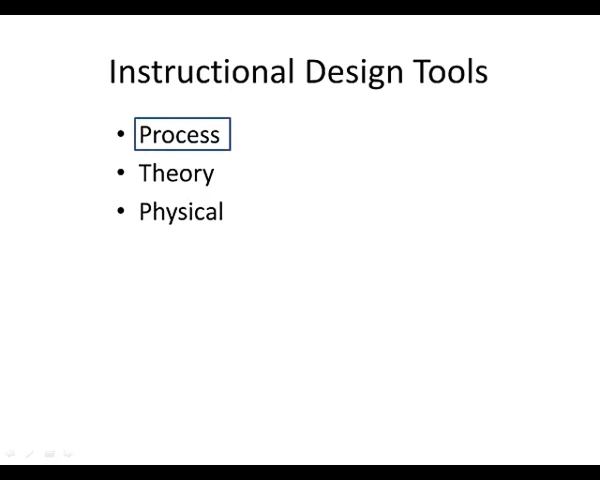 Instructional Design Tools
• Process
• Theory
• Physical